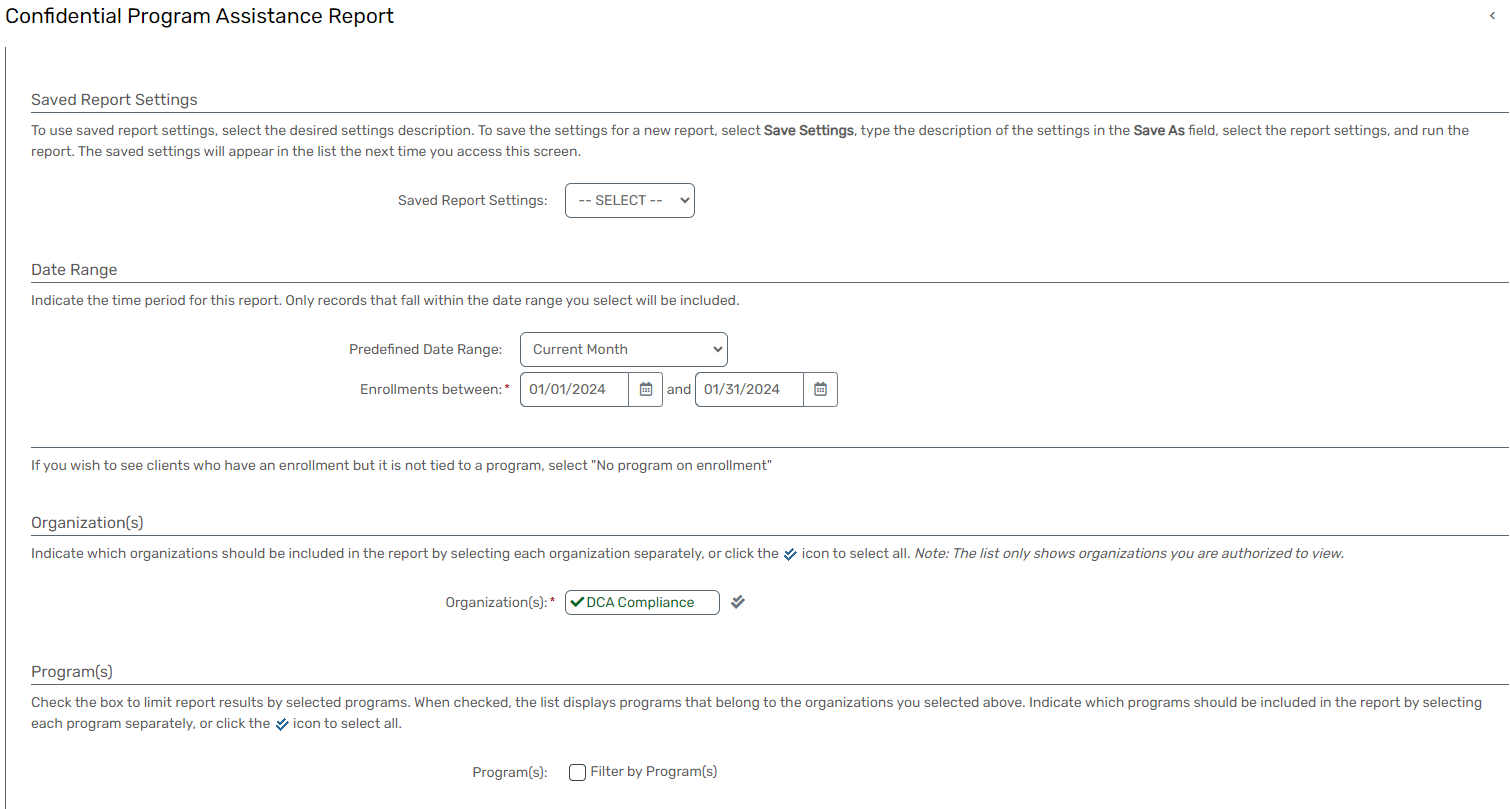 Confidential Program Assistance Report
Saved Report Settings
To use saved report settings, select the desired settings description. To save the settings for a new report, select Save Settings, type the description of the settings in the Save As field, select the report settings, and run the
report. The saved settings will appear in the list the next time you access this screen.
Saved Report Settings: -- SELECT --
Date Range
Indicate the time period for this report. Only records that fall within the date range you select will be included.
Predefined Date Range: Current Month
Enrollments between:* 01/01/2024 and 01/31/2024
If you wish to see clients who have an enrollment but it is not tied to a program, select "No program on enrollment"
Organization(s)
Indicate which organizations should be included in the report by selecting each organization separately, or click the icon to select all. Note: The list only shows organizations you are authorized to view.
Organization(s):* DCA Compliance
Program(s)
Check the box to limit report results by selected programs. When checked, the list displays programs that belong to the organizations you selected above. Indicate which programs should be included in the report by selecting
each program separately, or click the icon to select all.
Program(s): Filter by Program(s)